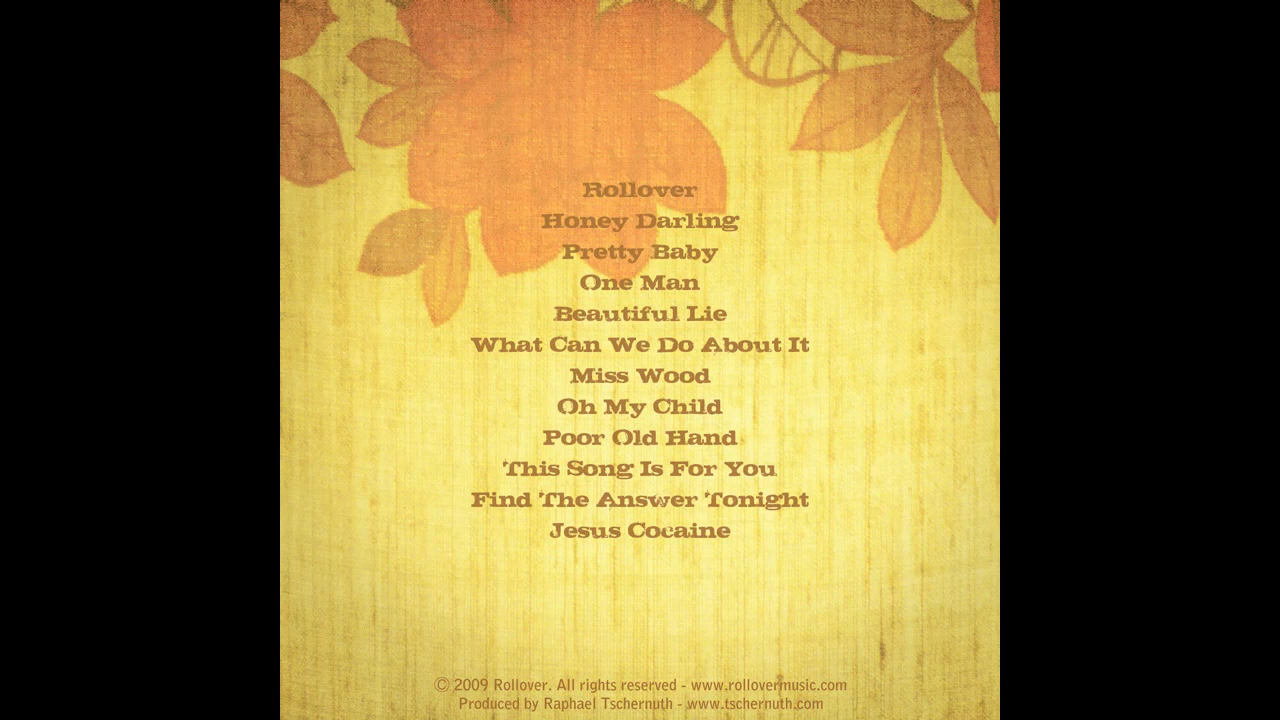 Rollover
Honey Darling
Pretty Baby
One Man
Beautiful Lie
What Can We Do About It
Miss Wood
Oh My Child
Poor Old Hand
This Song Is For You
Find The Answer Tonight
Jesus Cocaine
© 2009 Rollover. All rights reserved - www.rollovermusic.com
Produced by Raphael Tschernuth - www.tschernuth.com